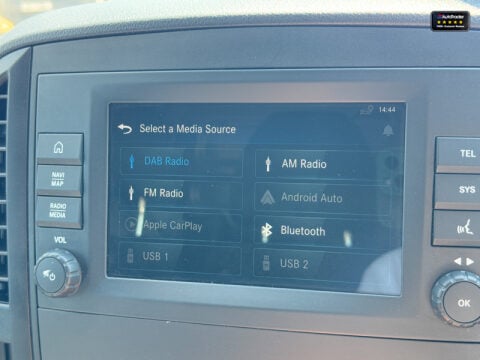 AutoTrader
14:44
Select a Media Source
DAB Radio
AM Radio
FM Radio
Android Auto
Apple CarPlay
Bluetooth
USB 1
USB 2
NAVI
MAP
RADIO
MEDIA
VOL
TEL
SYS
OK